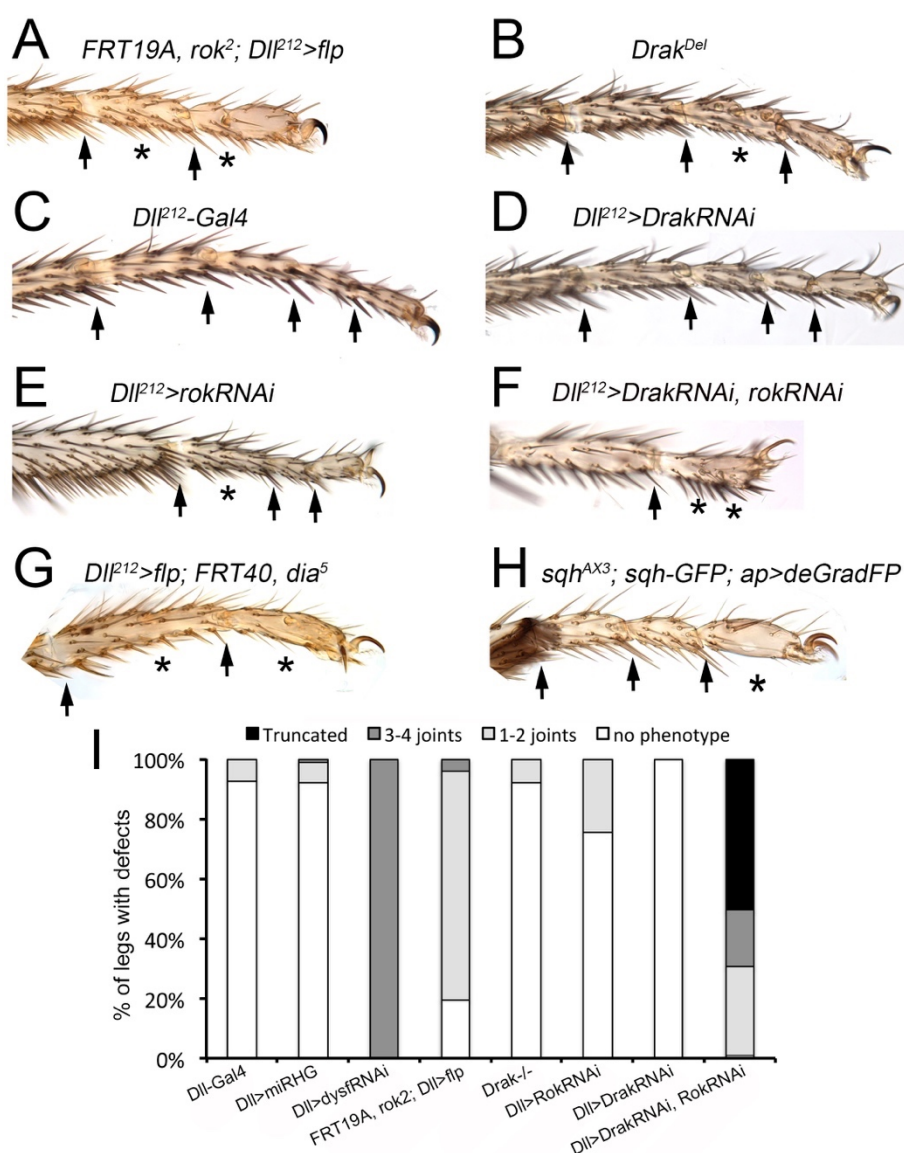 A
FRT19A, rok²; Dll²¹²>flp
B
Drak^Del
C
Dll²¹²-Gal4
D
Dll²¹²>DrakRNAi
E
Dll²¹²>rokRNAi
F
Dll²¹²>DrakRNAi, rokRNAi
G
Dll²¹²>flp; FRT40, dia⁵
H
sqh^AX3; sqh-GFP; ap>deGradFP
I
Truncated 3-4 joints 1-2 joints no phenotype
% of legs with defects
100%
80%
60%
40%
20%
0%
Dll-Gal4
Dll>miRHG
Dll>dysfRNAi
FRT19A, rok2; Dll>flp
Drak-/-
Dll>RokRNAi
Dll>DrakRNAi
Dll>DrakRNAi, RokRNAi